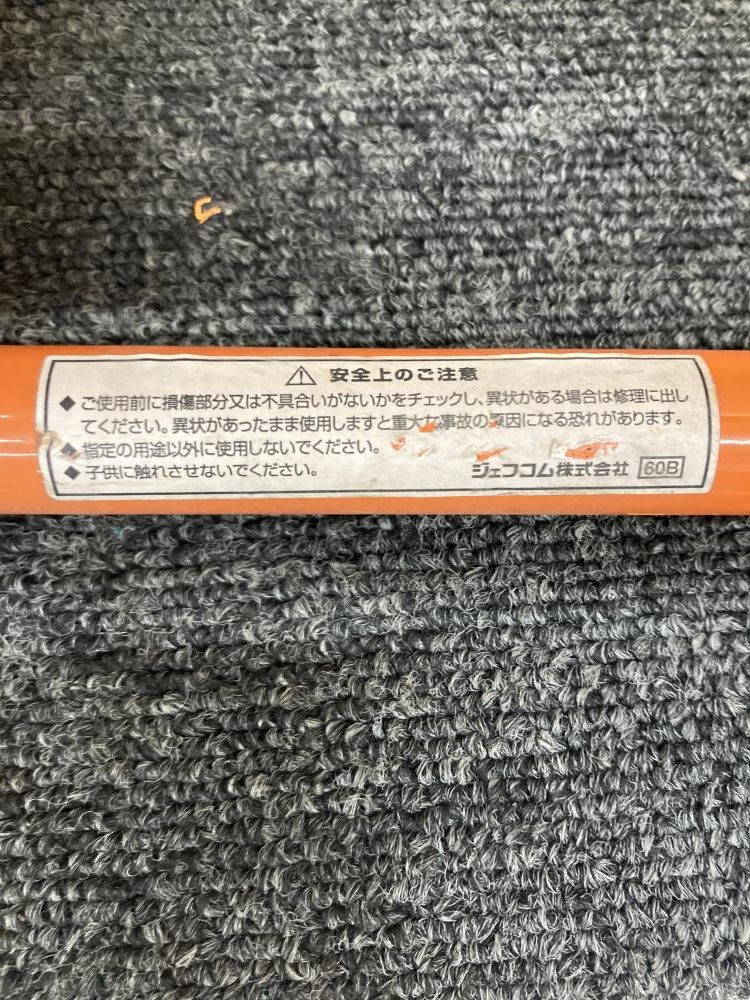 ⚠ 安全上のご注意
◆ ご使用前に損傷部分又は不具合いがないかをチェックし、異状がある場合は修理に出し
てください。異状があったまま使用しますと重大な事故の原因になる恐れがあります。
◆ 指定の用途以外に使用しないでください。
◆ 子供に触れさせないでください。
ジェフコム株式会社 60B